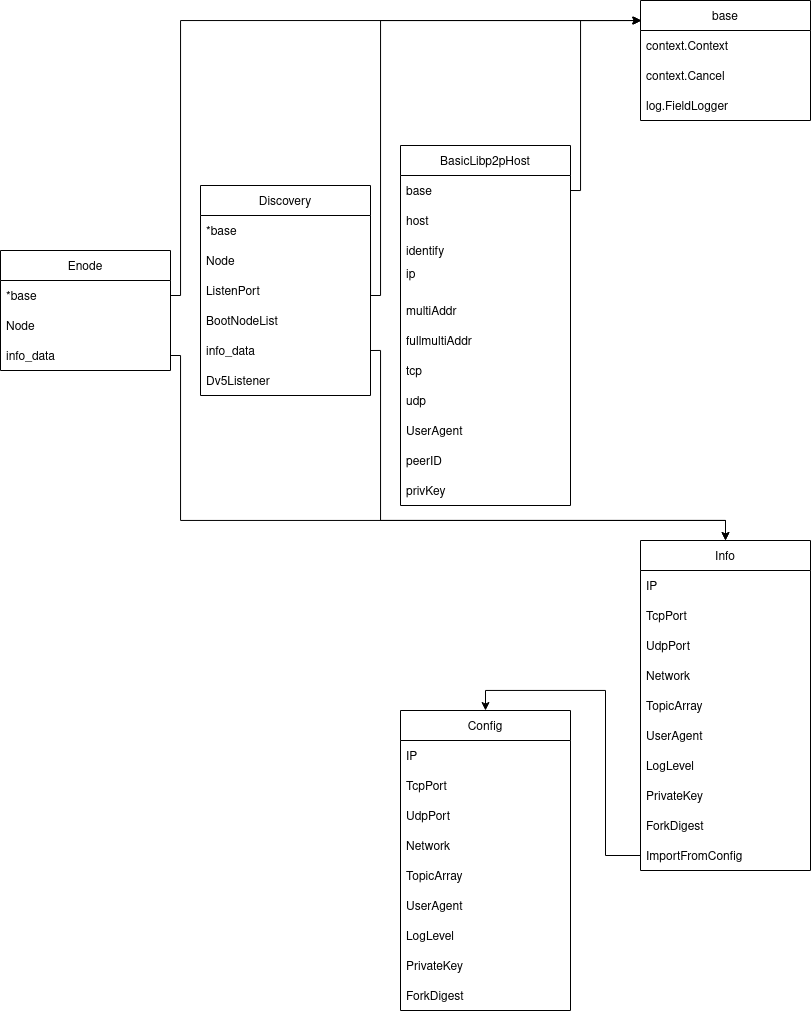 base
context.Context
context.Cancel
log.FieldLogger
BasicLibp2pHost
base
host
identify
ip
multiAddr
fullmultiAddr
tcp
udp
UserAgent
peerID
privKey
Discovery
*base
Node
ListenPort
BootNodeList
info_data
Dv5Listener
Enode
*base
Node
info_data
Info
IP
TcpPort
UdpPort
Network
TopicArray
UserAgent
LogLevel
PrivateKey
ForkDigest
ImportFromConfig
Config
IP
TcpPort
UdpPort
Network
TopicArray
UserAgent
LogLevel
PrivateKey
ForkDigest